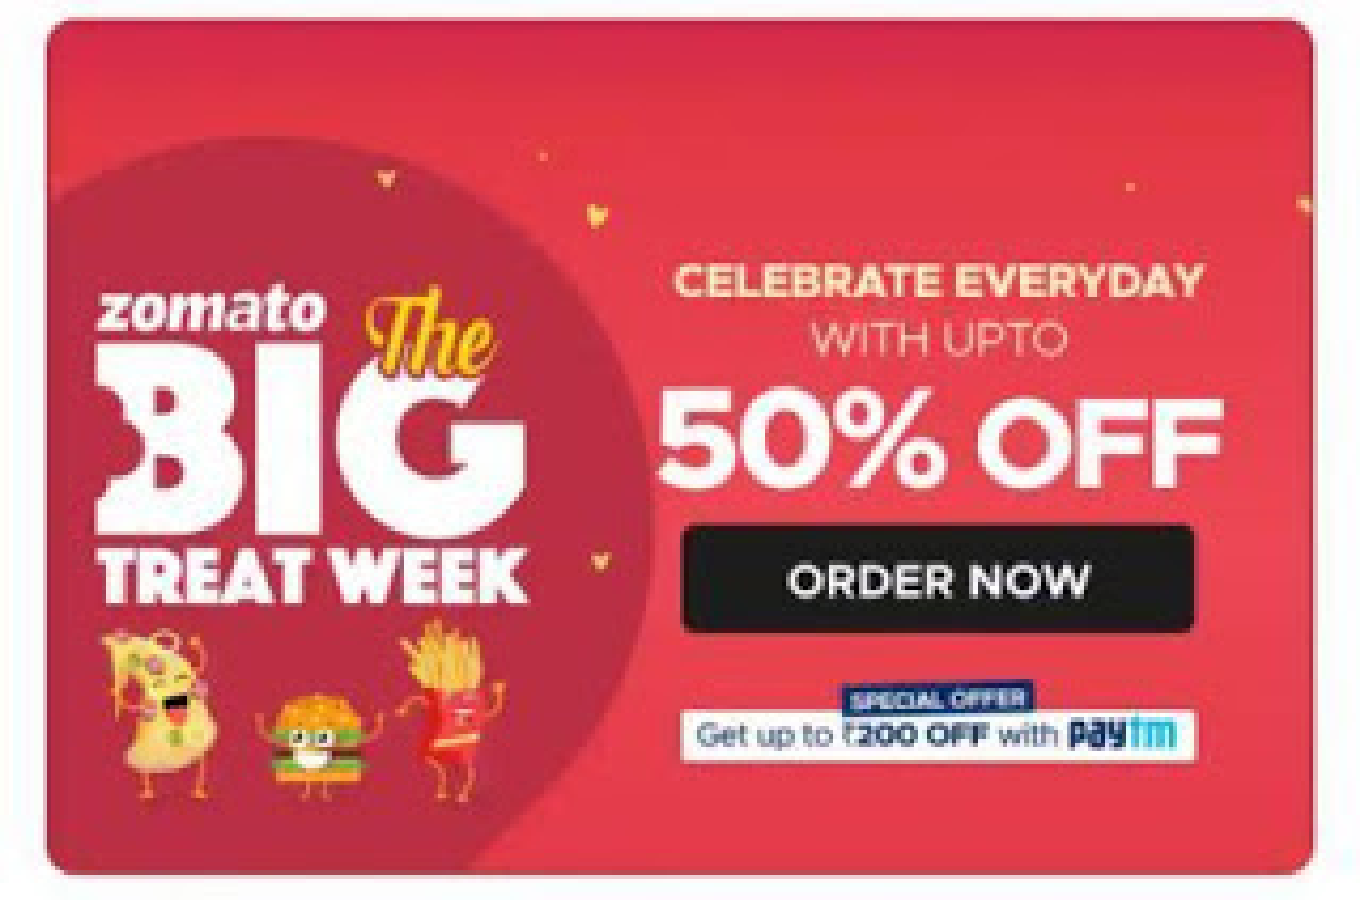 zomato
The
BIG
TREAT WEEK
CELEBRATE EVERYDAY
WITH UPTO
50% OFF
ORDER NOW
SPECIAL OFFER
Get up to ₹200 OFF with paytm